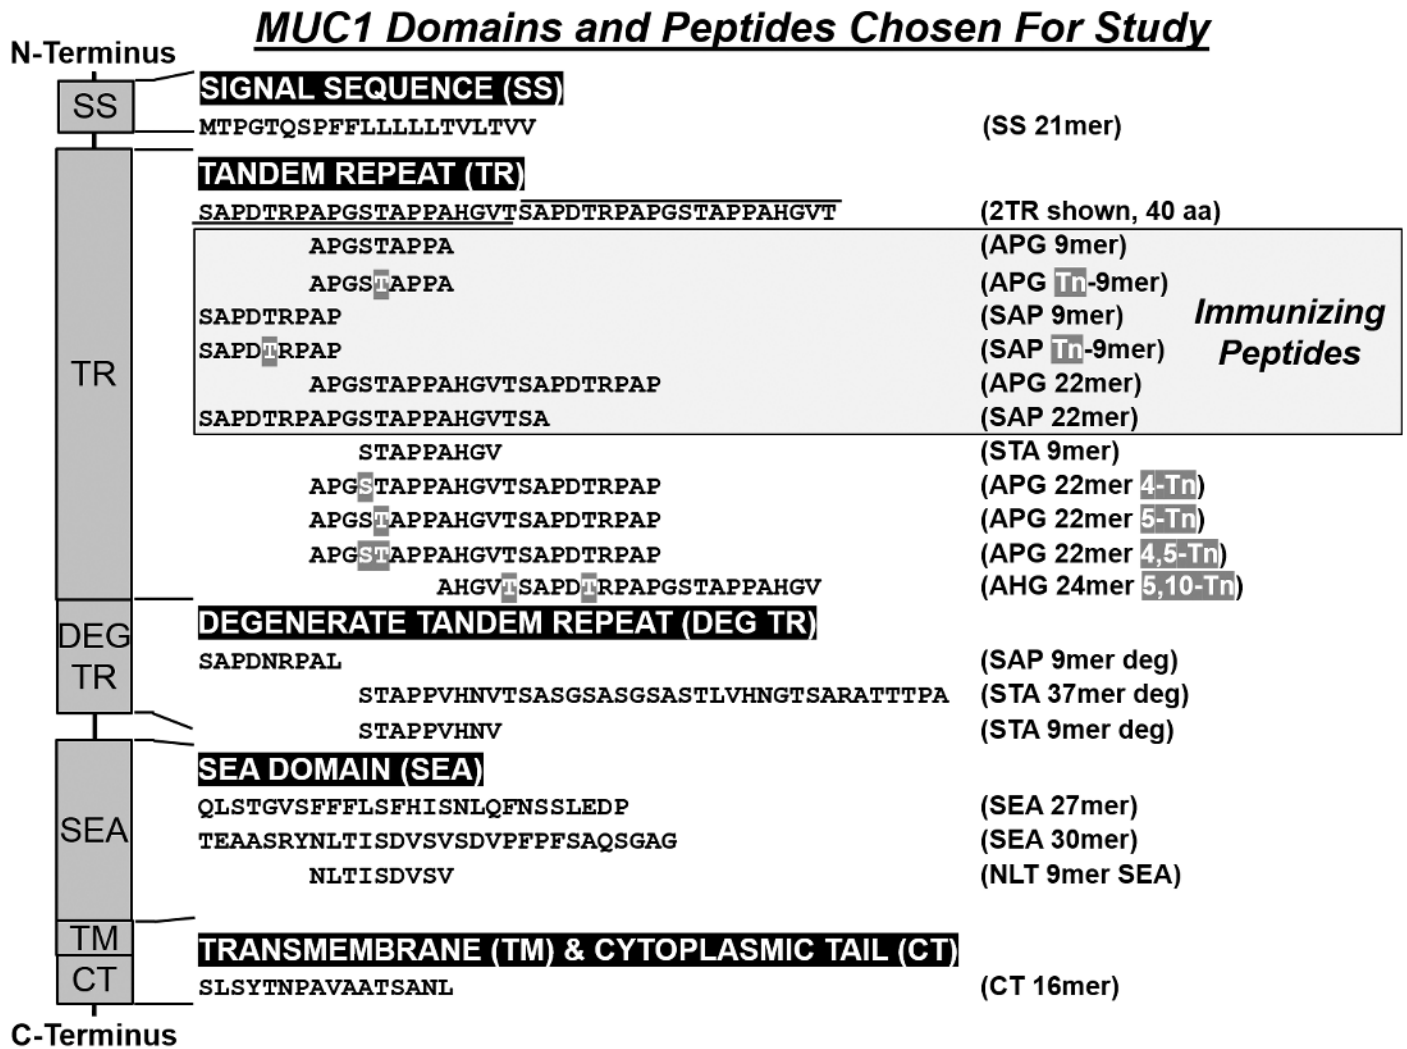 MUC1 Domains and Peptides Chosen For Study
N-Terminus
SS
SIGNAL SEQUENCE (SS)
MTPGTQSPFFLLLLLTVLTVV (SS 21mer)
TR
TANDEM REPEAT (TR)
SAPDTRPAPGSTAPPAHGVTSAPDTRPAPGSTAPPAHGVT (2TR shown, 40 aa)
APGSTAPPA (APG 9mer)
APGSTAPPA (APG Tn-9mer)
SAPDTRPAP (SAP 9mer)
SAPDTRPAP (SAP Tn-9mer)
Immunizing
Peptides
APGSTAPPAHGVTSAPDTRPAP (APG 22mer)
SAPDTRPAPGSTAPPAHGVTSA (SAP 22mer)
STAPPAHGV (STA 9mer)
APGSTAPPAHGVTSAPDTRPAP (APG 22mer 4-Tn)
APGSTAPPAHGVTSAPDTRPAP (APG 22mer 5-Tn)
APGSTAPPAHGVTSAPDTRPAP (APG 22mer 4,5-Tn)
AHGVTSAPDTRPAPGSTAPPAHGV (AHG 24mer 5,10-Tn)
DEG
TR
DEGENERATE TANDEM REPEAT (DEG TR)
SAPDNRPAL (SAP 9mer deg)
STAPPVHNVTSASGSASGSASTLVHNGTSARATTTPA (STA 37mer deg)
STAPPVHNV (STA 9mer deg)
SEA
SEA DOMAIN (SEA)
QLSTGVSFFFLSFHISNLQFNSSLEDP (SEA 27mer)
TEAASRYNLTISDVSVSDVPFPFSAQSGAG (SEA 30mer)
NLTISDVSV (NLT 9mer SEA)
TM
CT
TRANSMEMBRANE (TM) & CYTOPLASMIC TAIL (CT)
SLSYTNPAVAATSANL (CT 16mer)
C-Terminus